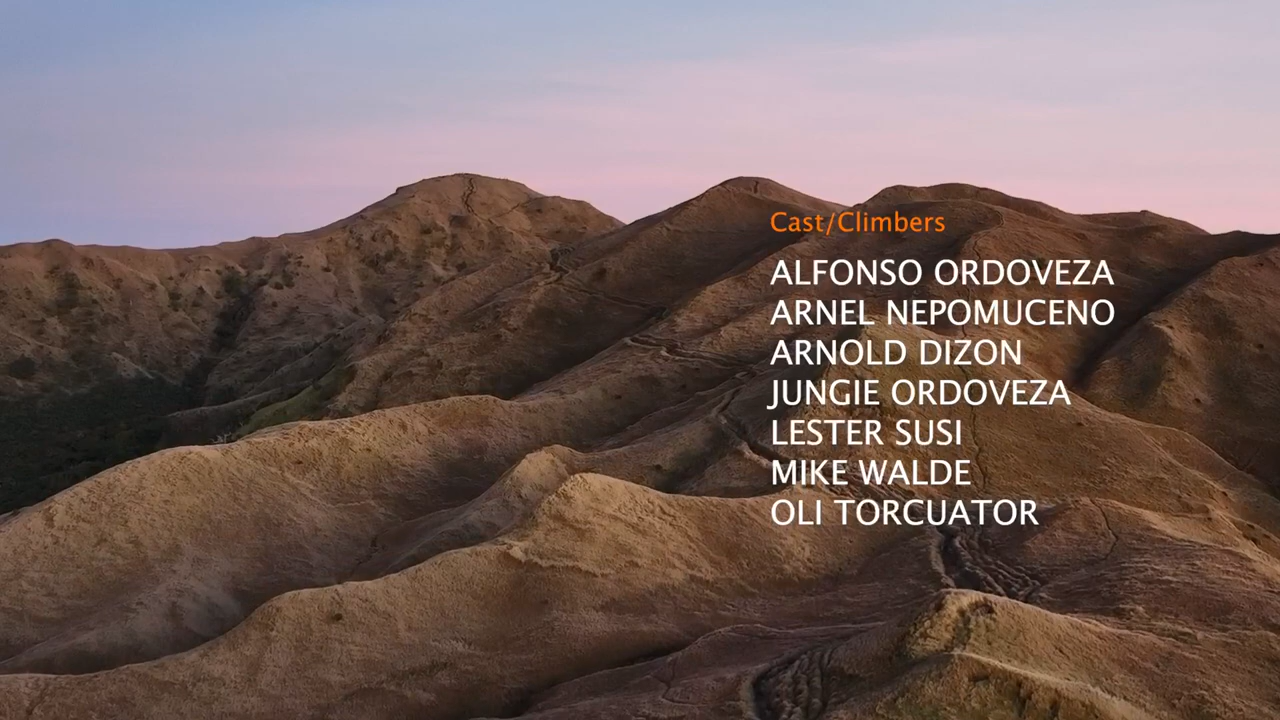 Cast/Climbers
ALFONSO ORDOVEZA
ARNEL NEPOMUCENO
ARNOLD DIZON
JUNGIE ORDOVEZA
LESTER SUSI
MIKE WALDE
OLI TORCUATOR